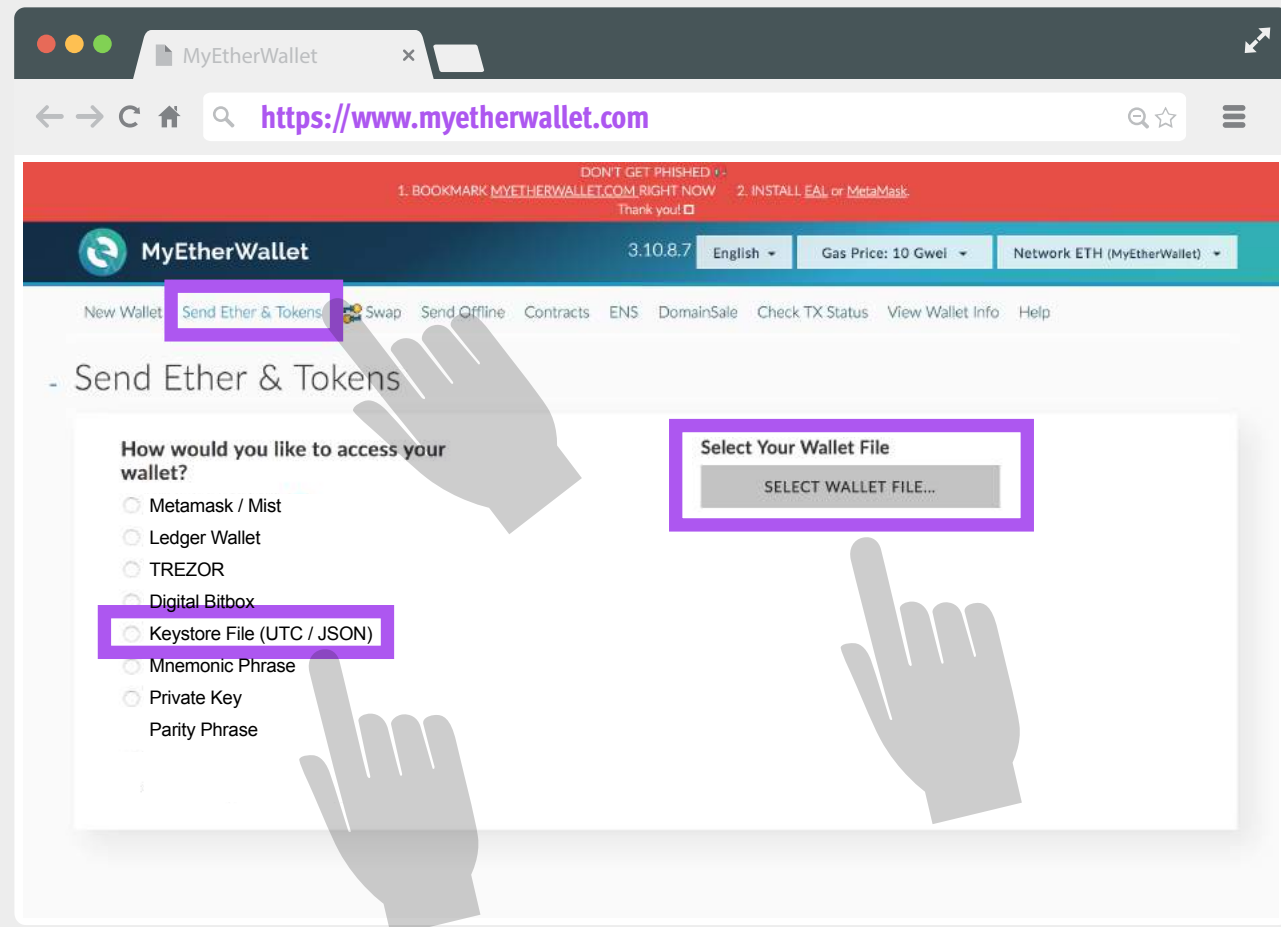 MyEtherWallet
https://www.myetherwallet.com
DON'T GET PHISHED
1. BOOKMARK MYETHERWALLET.COM RIGHT NOW 2. INSTALL EAL or MetaMask.
Thank you!
MyEtherWallet 3.10.8.7 English Gas Price: 10 Gwei Network ETH (MyEtherWallet)
New Wallet Send Ether & Tokens Swap Send Offline Contracts ENS DomainSale Check TX Status View Wallet Info Help
- Send Ether & Tokens
How would you like to access your
wallet?
Metamask / Mist
Ledger Wallet
TREZOR
Digital Bitbox
Keystore File (UTC / JSON)
Mnemonic Phrase
Private Key
Parity Phrase
Select Your Wallet File
SELECT WALLET FILE...